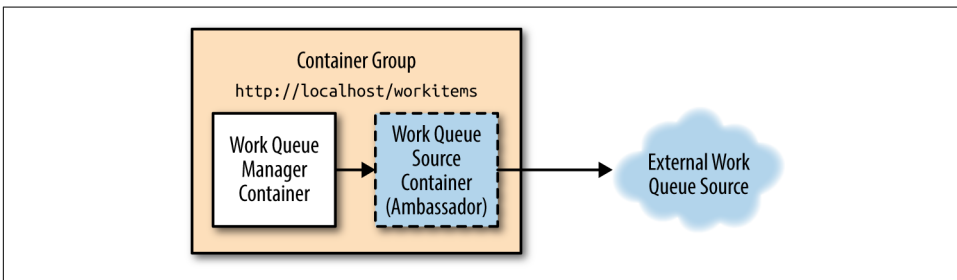 Container Group
http://localhost/workitems
Work Queue
Manager
Container
Work Queue
Source
Container
(Ambassador)
External Work
Queue Source